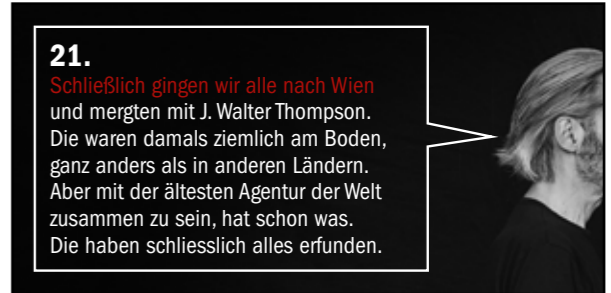 21.
Schließlich gingen wir alle nach Wien
und mergten mit J. Walter Thompson.
Die waren damals ziemlich am Boden,
ganz anders als in anderen Ländern.
Aber mit der ältesten Agentur der Welt
zusammen zu sein, hat schon was.
Die haben schliesslich alles erfunden.